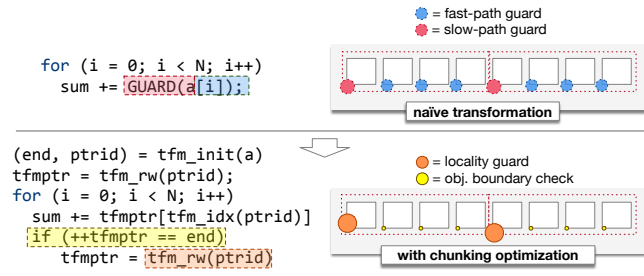 = fast-path guard
= slow-path guard
for (i = 0; i < N; i++)
sum += GUARD(a[i]);
naïve transformation
(end, ptrid) = tfm_init(a)
tfmptr = tfm_rw(ptrid);
for (i = 0; i < N; i++)
sum += tfmptr[tfm_idx(ptrid)]
if (++tfmptr == end)
tfmptr = tfm_rw(ptrid)
= locality guard
= obj. boundary check
with chunking optimization